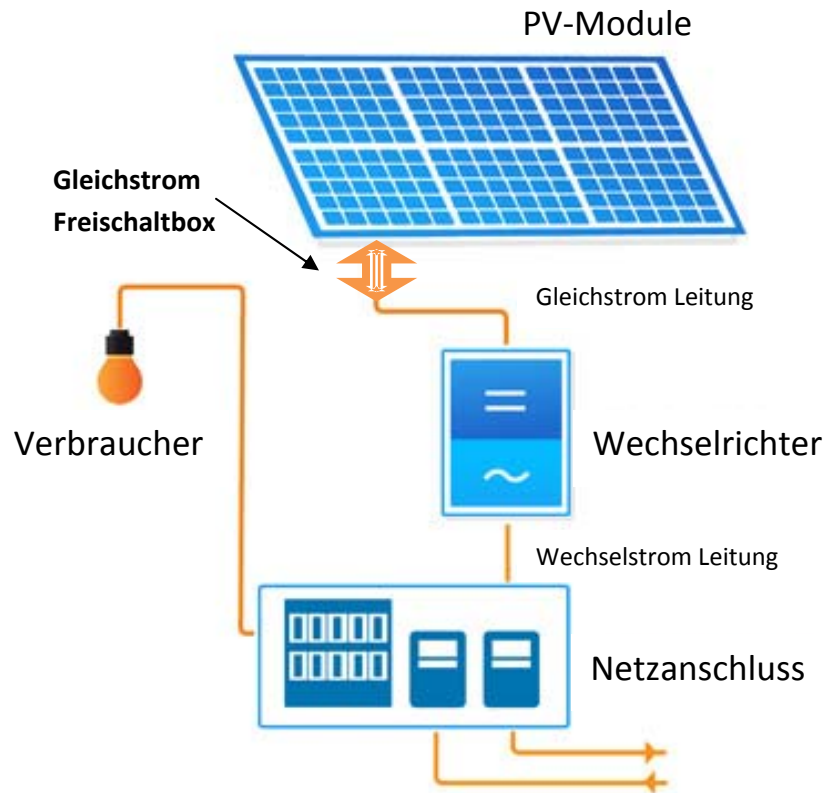 PV-Module
Gleichstrom
Freischaltbox
Gleichstrom Leitung
Verbraucher
Wechselrichter
Wechselstrom Leitung
Netzanschluss